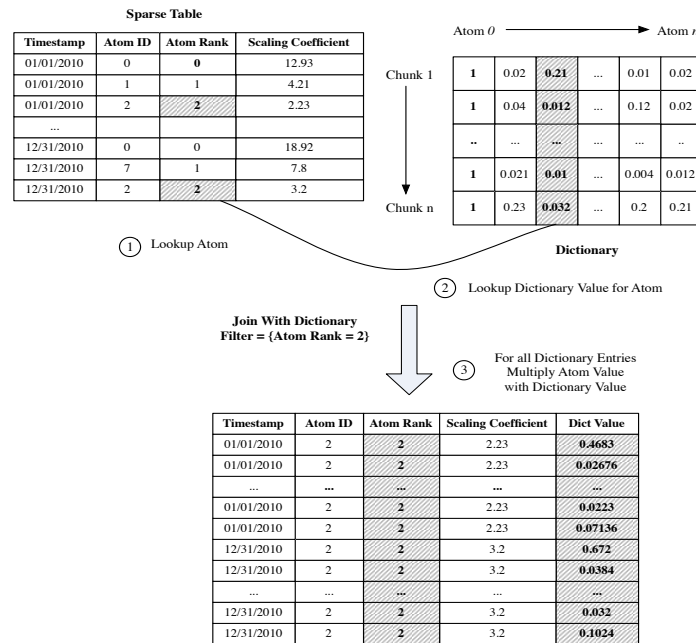 Sparse Table
Timestamp Atom ID Atom Rank Scaling Coefficient
01/01/2010 0 0 12.93
01/01/2010 1 1 4.21
01/01/2010 2 2 2.23
...
12/31/2010 0 0 18.92
12/31/2010 7 1 7.8
12/31/2010 2 2 3.2
Atom 0 Atom n
Chunk 1
Chunk n
1 0.02 0.21 ... 0.01 0.02
1 0.04 0.012 ... 0.12 0.02
.. ... ... ... ... ..
1 0.021 0.01 ... 0.004 0.012
1 0.23 0.032 ... 0.2 0.21
Dictionary
1 Lookup Atom
2 Lookup Dictionary Value for Atom
Join With Dictionary
Filter = {Atom Rank = 2}
3 For all Dictionary Entries
Multiply Atom Value
with Dictionary Value
Timestamp Atom ID Atom Rank Scaling Coefficient Dict Value
01/01/2010 2 2 2.23 0.4683
01/01/2010 2 2 2.23 0.02676
... ... ... ... ...
01/01/2010 2 2 2.23 0.0223
01/01/2010 2 2 2.23 0.07136
12/31/2010 2 2 3.2 0.672
12/31/2010 2 2 3.2 0.0384
... ... ... ... ...
12/31/2010 2 2 3.2 0.032
12/31/2010 2 2 3.2 0.1024